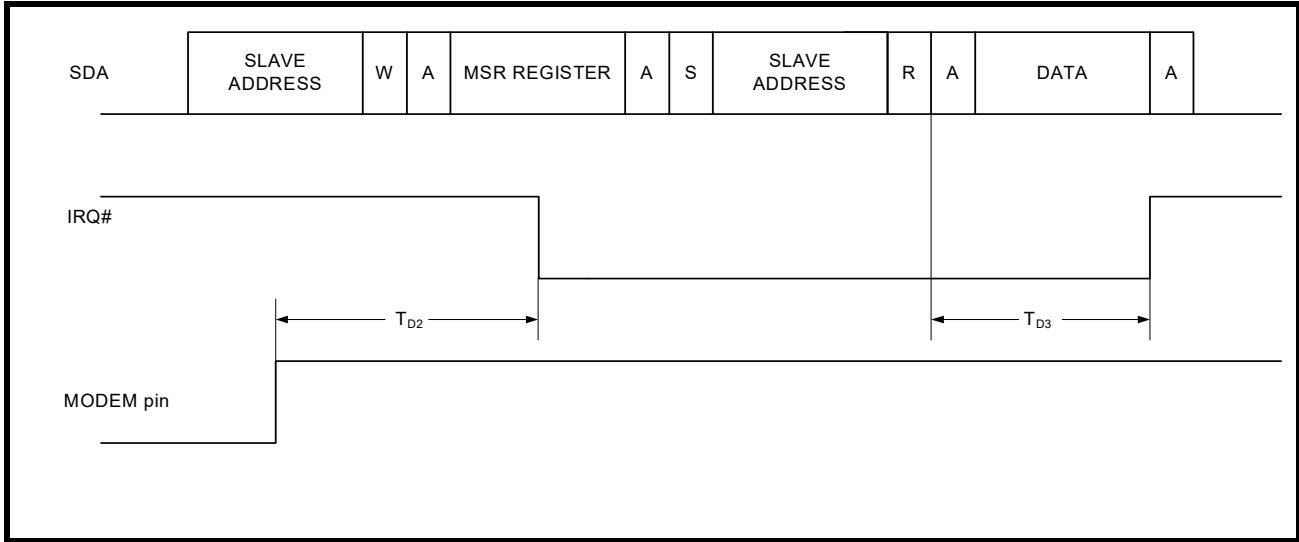 SDA
SLAVE
ADDRESS
W
A
MSR REGISTER
A
S
SLAVE
ADDRESS
R
A
DATA
A
IRQ#
TD2
TD3
MODEM pin